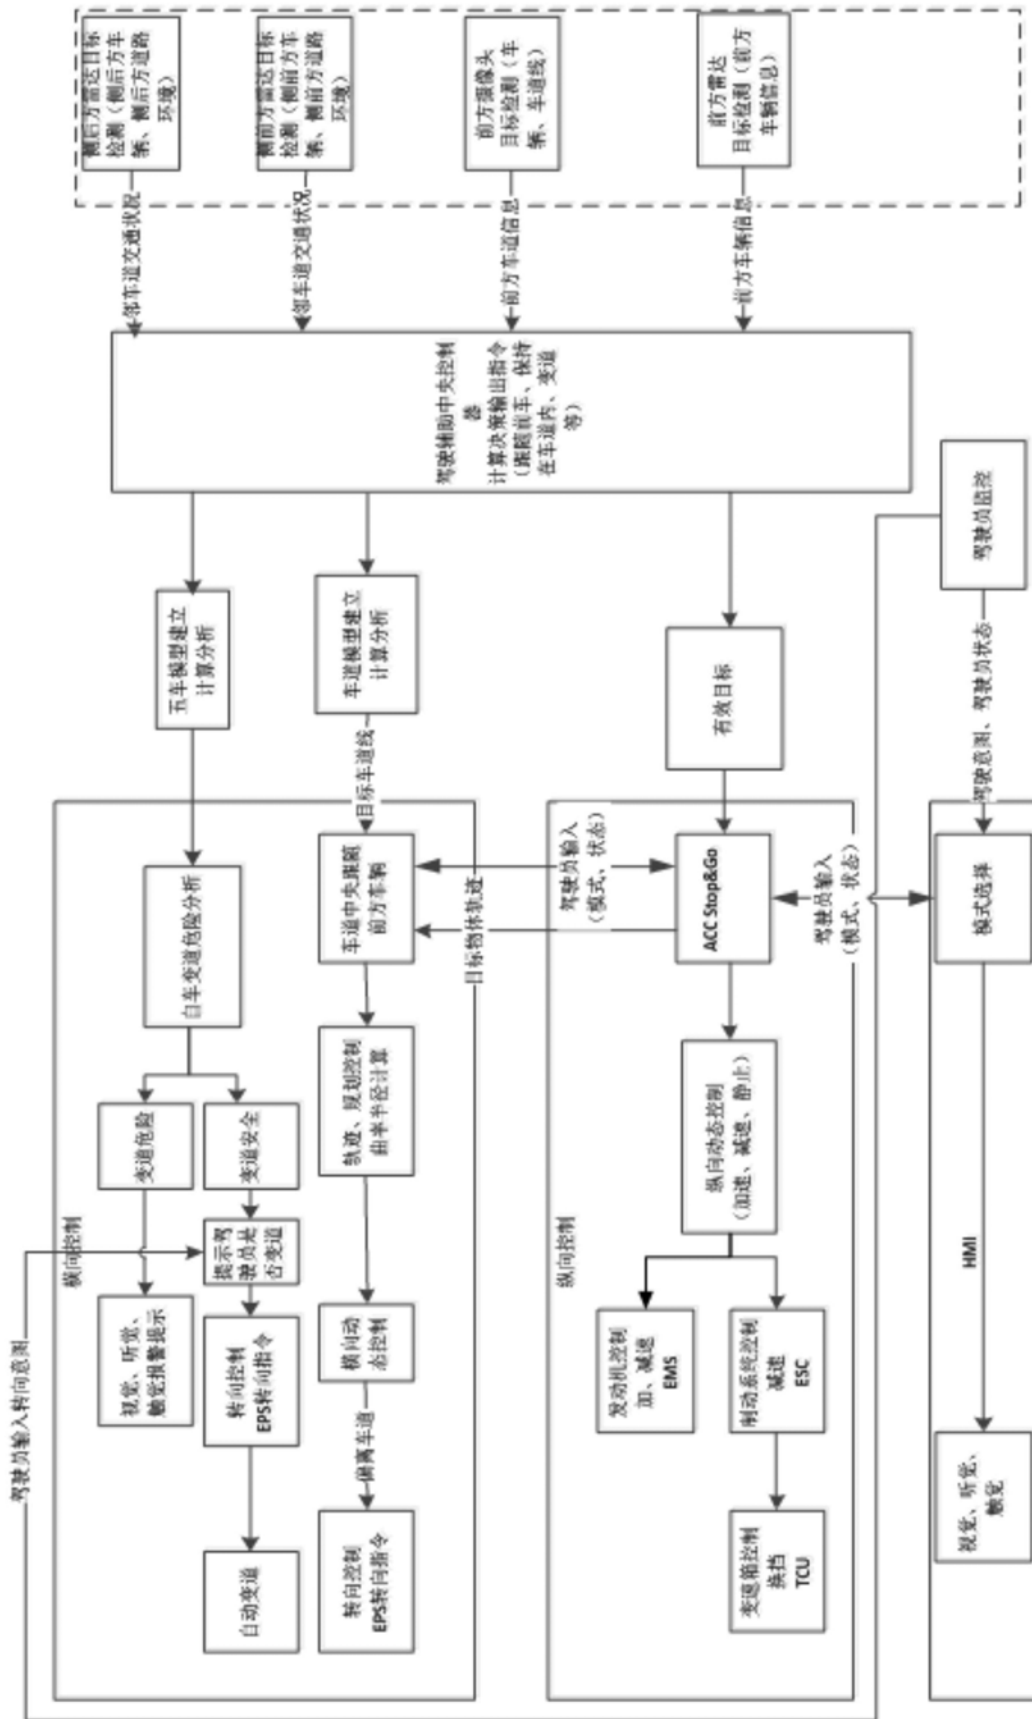 侧后方雷达目标
检测（侧后方车
辆、侧后方道路
环境）
侧前方雷达目标
检测（侧前方车
辆、侧前方道路
环境）
前方摄像头
目标检测（车
辆、车道线）
前方雷达
目标检测（前方
车辆信息）
邻车道交通状况
邻车道交通状况
前方车道信息
前方车辆信息
驾驶辅助中央控制
器
计算决策输出指令
（跟随前车、保持
在车道内、变道
等）
驾驶员监控
五车模型建立
计算分析
车道模型建立
计算分析
有效目标
目标车道线
驾驶意图、驾驶员状态
自车变道危险分析
车道中央跟随
前方车辆
目标物体轨迹
驾驶员输入
（模式、状态）
ACC Stop&Go
驾驶员输入
（模式、状态）
模式选择
变道危险
变道安全
轨迹、规划控制
曲率半径计算
纵向动态控制
（加速、减速、静止）
横向控制
纵向控制
HMI
提示驾
驶员是
否变道
驾驶员输入转向意图
视觉、听觉、
触觉报警提示
转向控制
EPS转向指令
横向动
态控制
发动机控制
加、减速
EMS
制动系统控制
减速
ESC
视觉、听觉、
触觉
偏离车道
自动变道
转向控制
EPS转向指令
变速箱控制
换挡
TCU